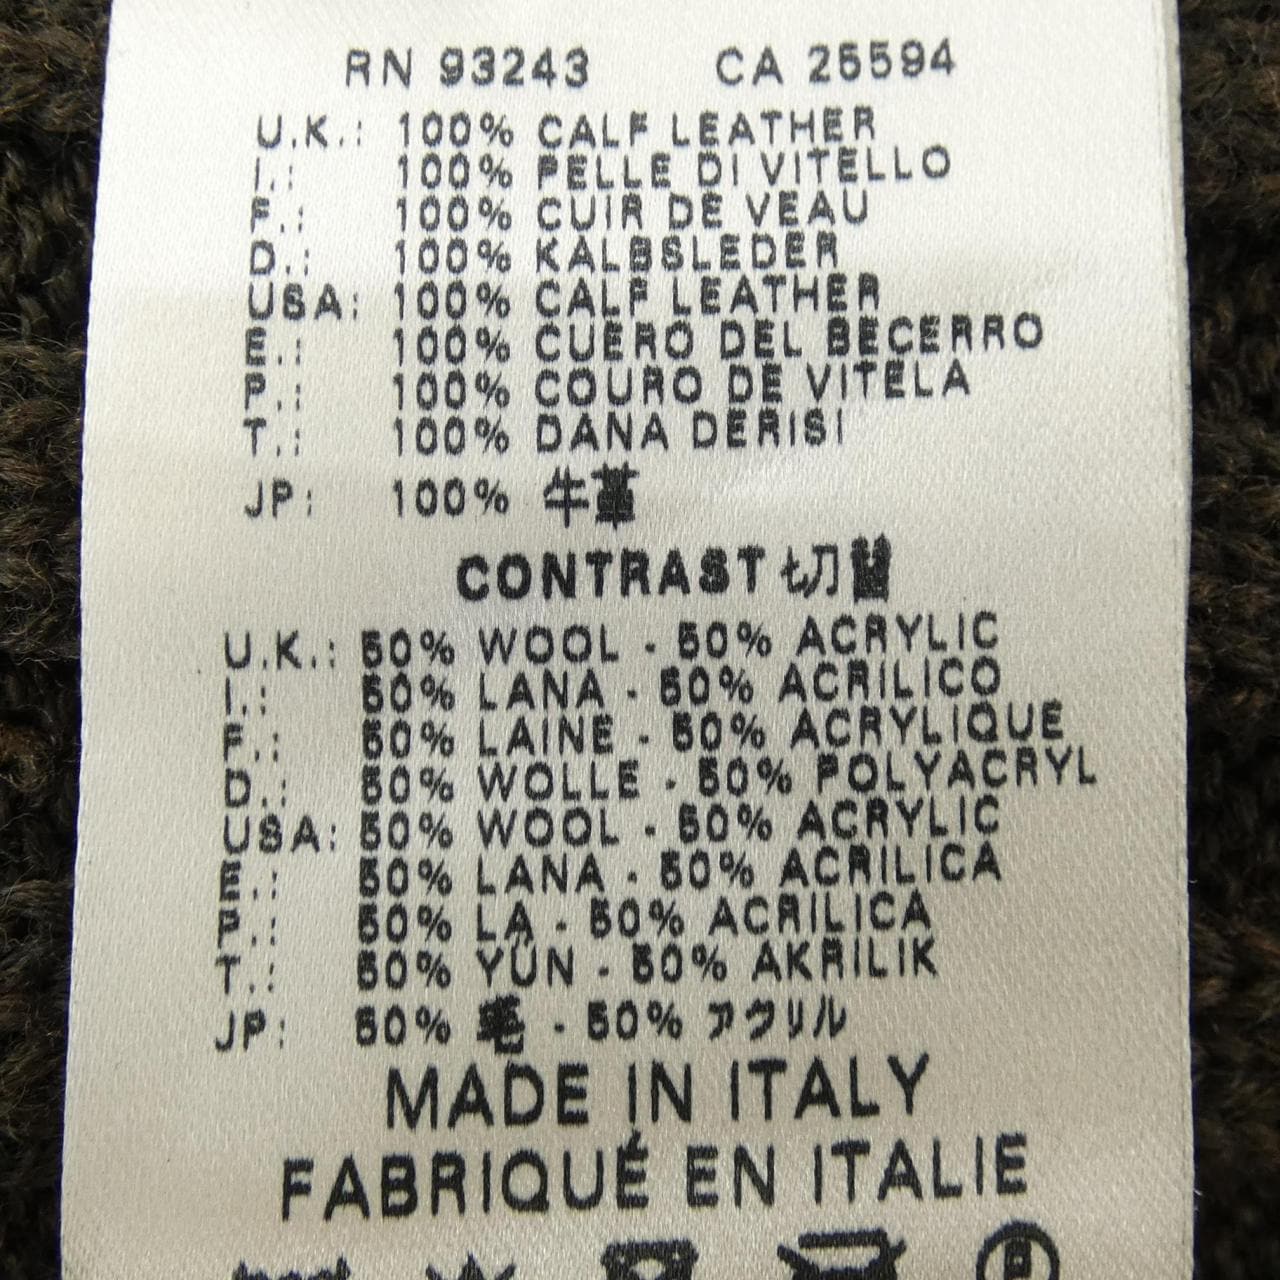 RN 93243 CA 26594
U.K.: 100% CALF LEATHER
I.: 100% PELLE DI VITELLO
F.: 100% CUIR DE VEAU
D.: 100% KALBSLEDER
USA: 100% CALF LEATHER
E.: 100% CUERO DEL BECERRO
P.: 100% COURO DE VITELA
T.: 100% DANA DERISI
JP: 100% 牛革
CONTRAST 切替
U.K.: 50% WOOL - 50% ACRYLIC
I.: 50% LANA - 50% ACRILICO
F.: 50% LAINE - 50% ACRYLIQUE
D.: 50% WOLLE - 50% POLYACRYL
USA: 50% WOOL - 50% ACRYLIC
E.: 50% LANA - 50% ACRILICA
P.: 50% LA - 50% ACRILICA
T.: 50% YÜN - 50% AKRILIK
JP: 50% 毛 - 50% アクリル
MADE IN ITALY
FABRIQUÉ EN ITALIE